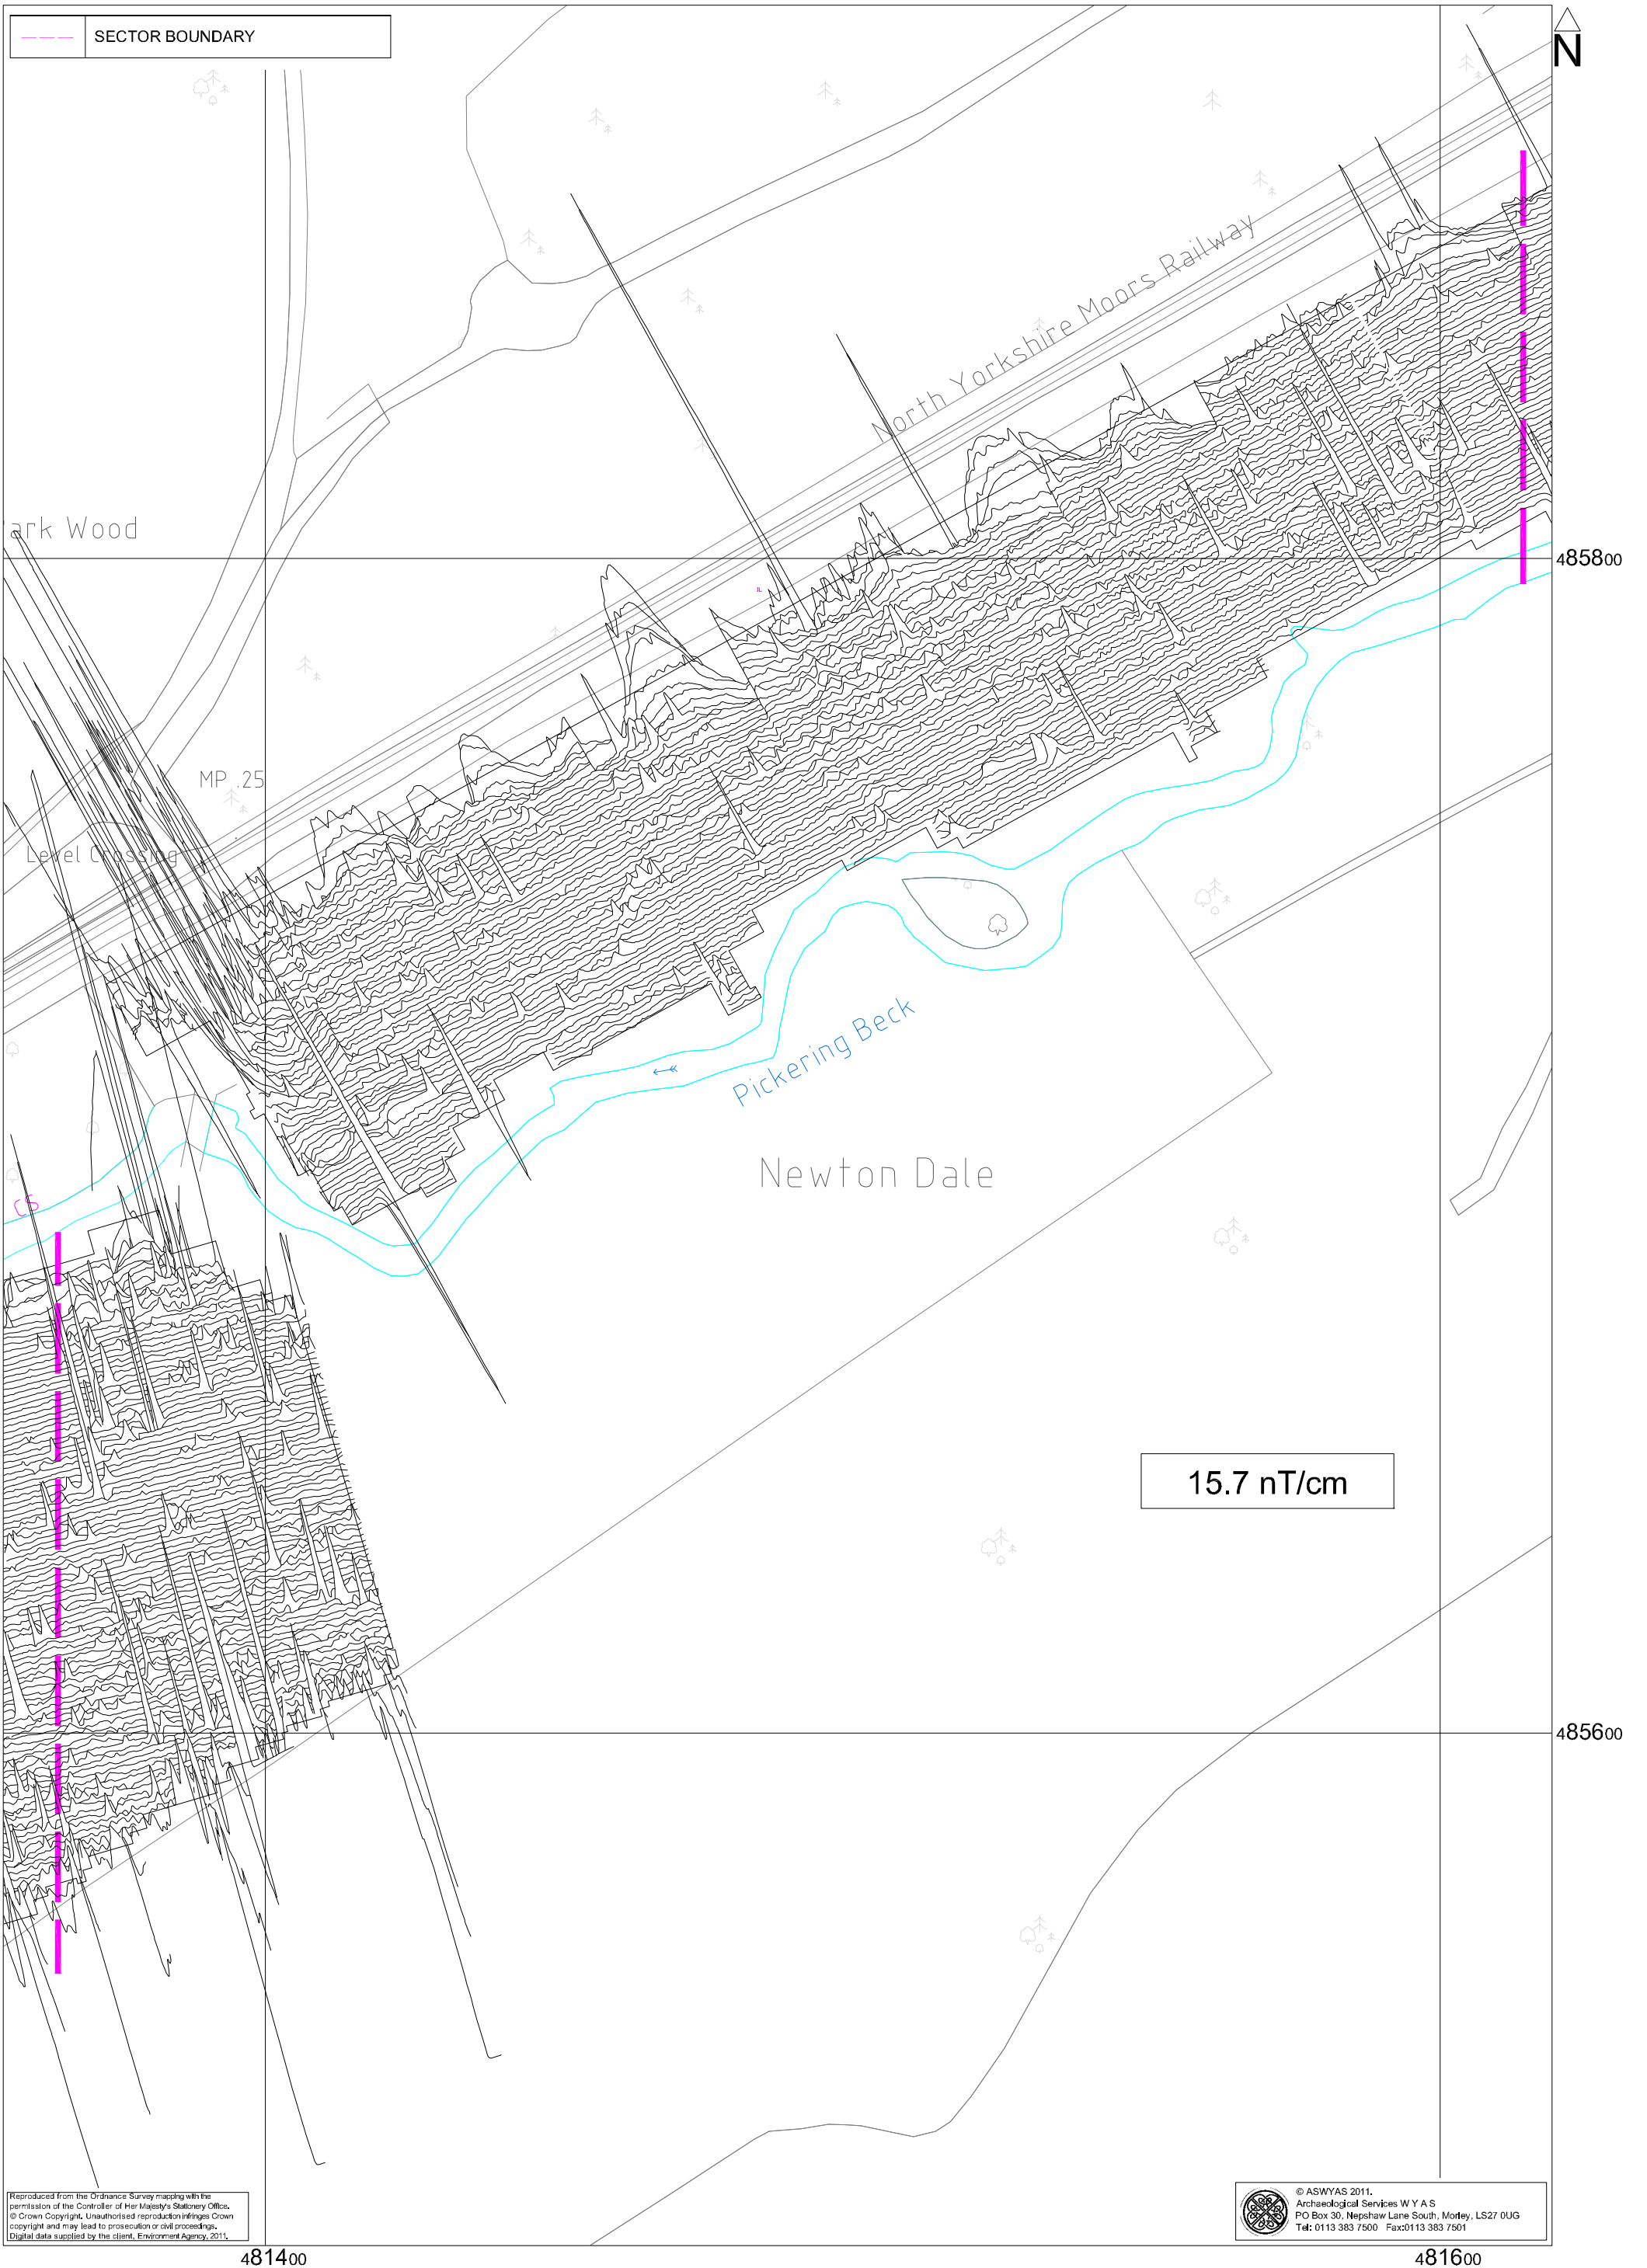 SECTOR BOUNDARY
N
North Yorkshire Moors Railway
ark Wood
485800
MP .25
Level Crossing
Pickering Beck
Newton Dale
CS
15.7 nT/cm
485600
Reproduced from the Ordnance Survey mapping with the
permission of the Controller of Her Majesty's Stationery Office.
© Crown Copyright. Unauthorised reproduction infringes Crown
copyright and may lead to prosecution or civil proceedings.
Digital data supplied by the client, Environment Agency, 2011.
© ASWYAS 2011.
Archaeological Services W Y A S
PO Box 30, Nepshaw Lane South, Morley, LS27 0UG
Tel: 0113 383 7500 Fax:0113 383 7501
481400
481600